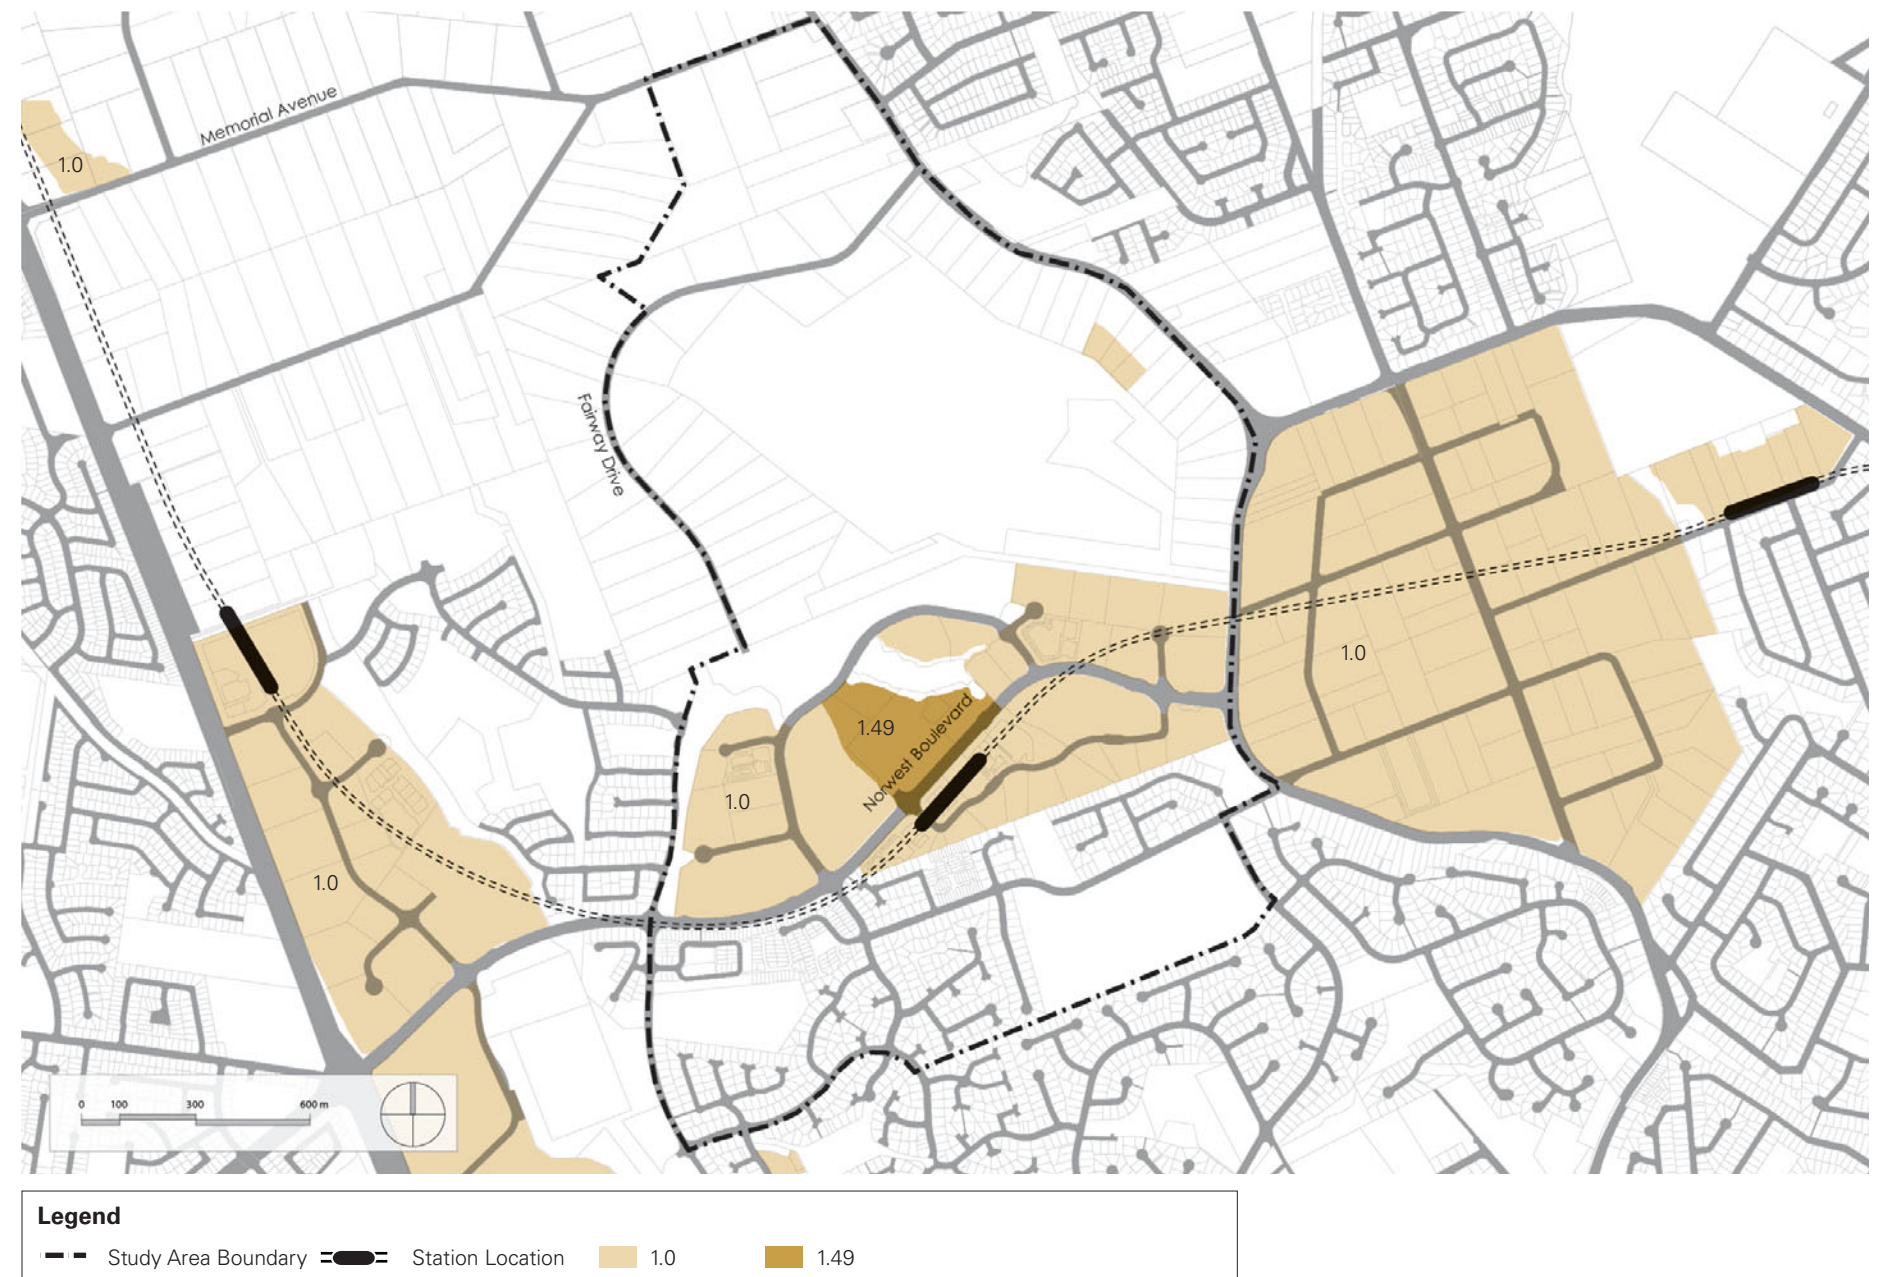 Memorial Avenue
1.0
Fairway Drive
1.0
1.49
Norwest Boulevard
1.0
1.0
0 100 300 600 m
Legend
Study Area Boundary Station Location 1.0 1.49